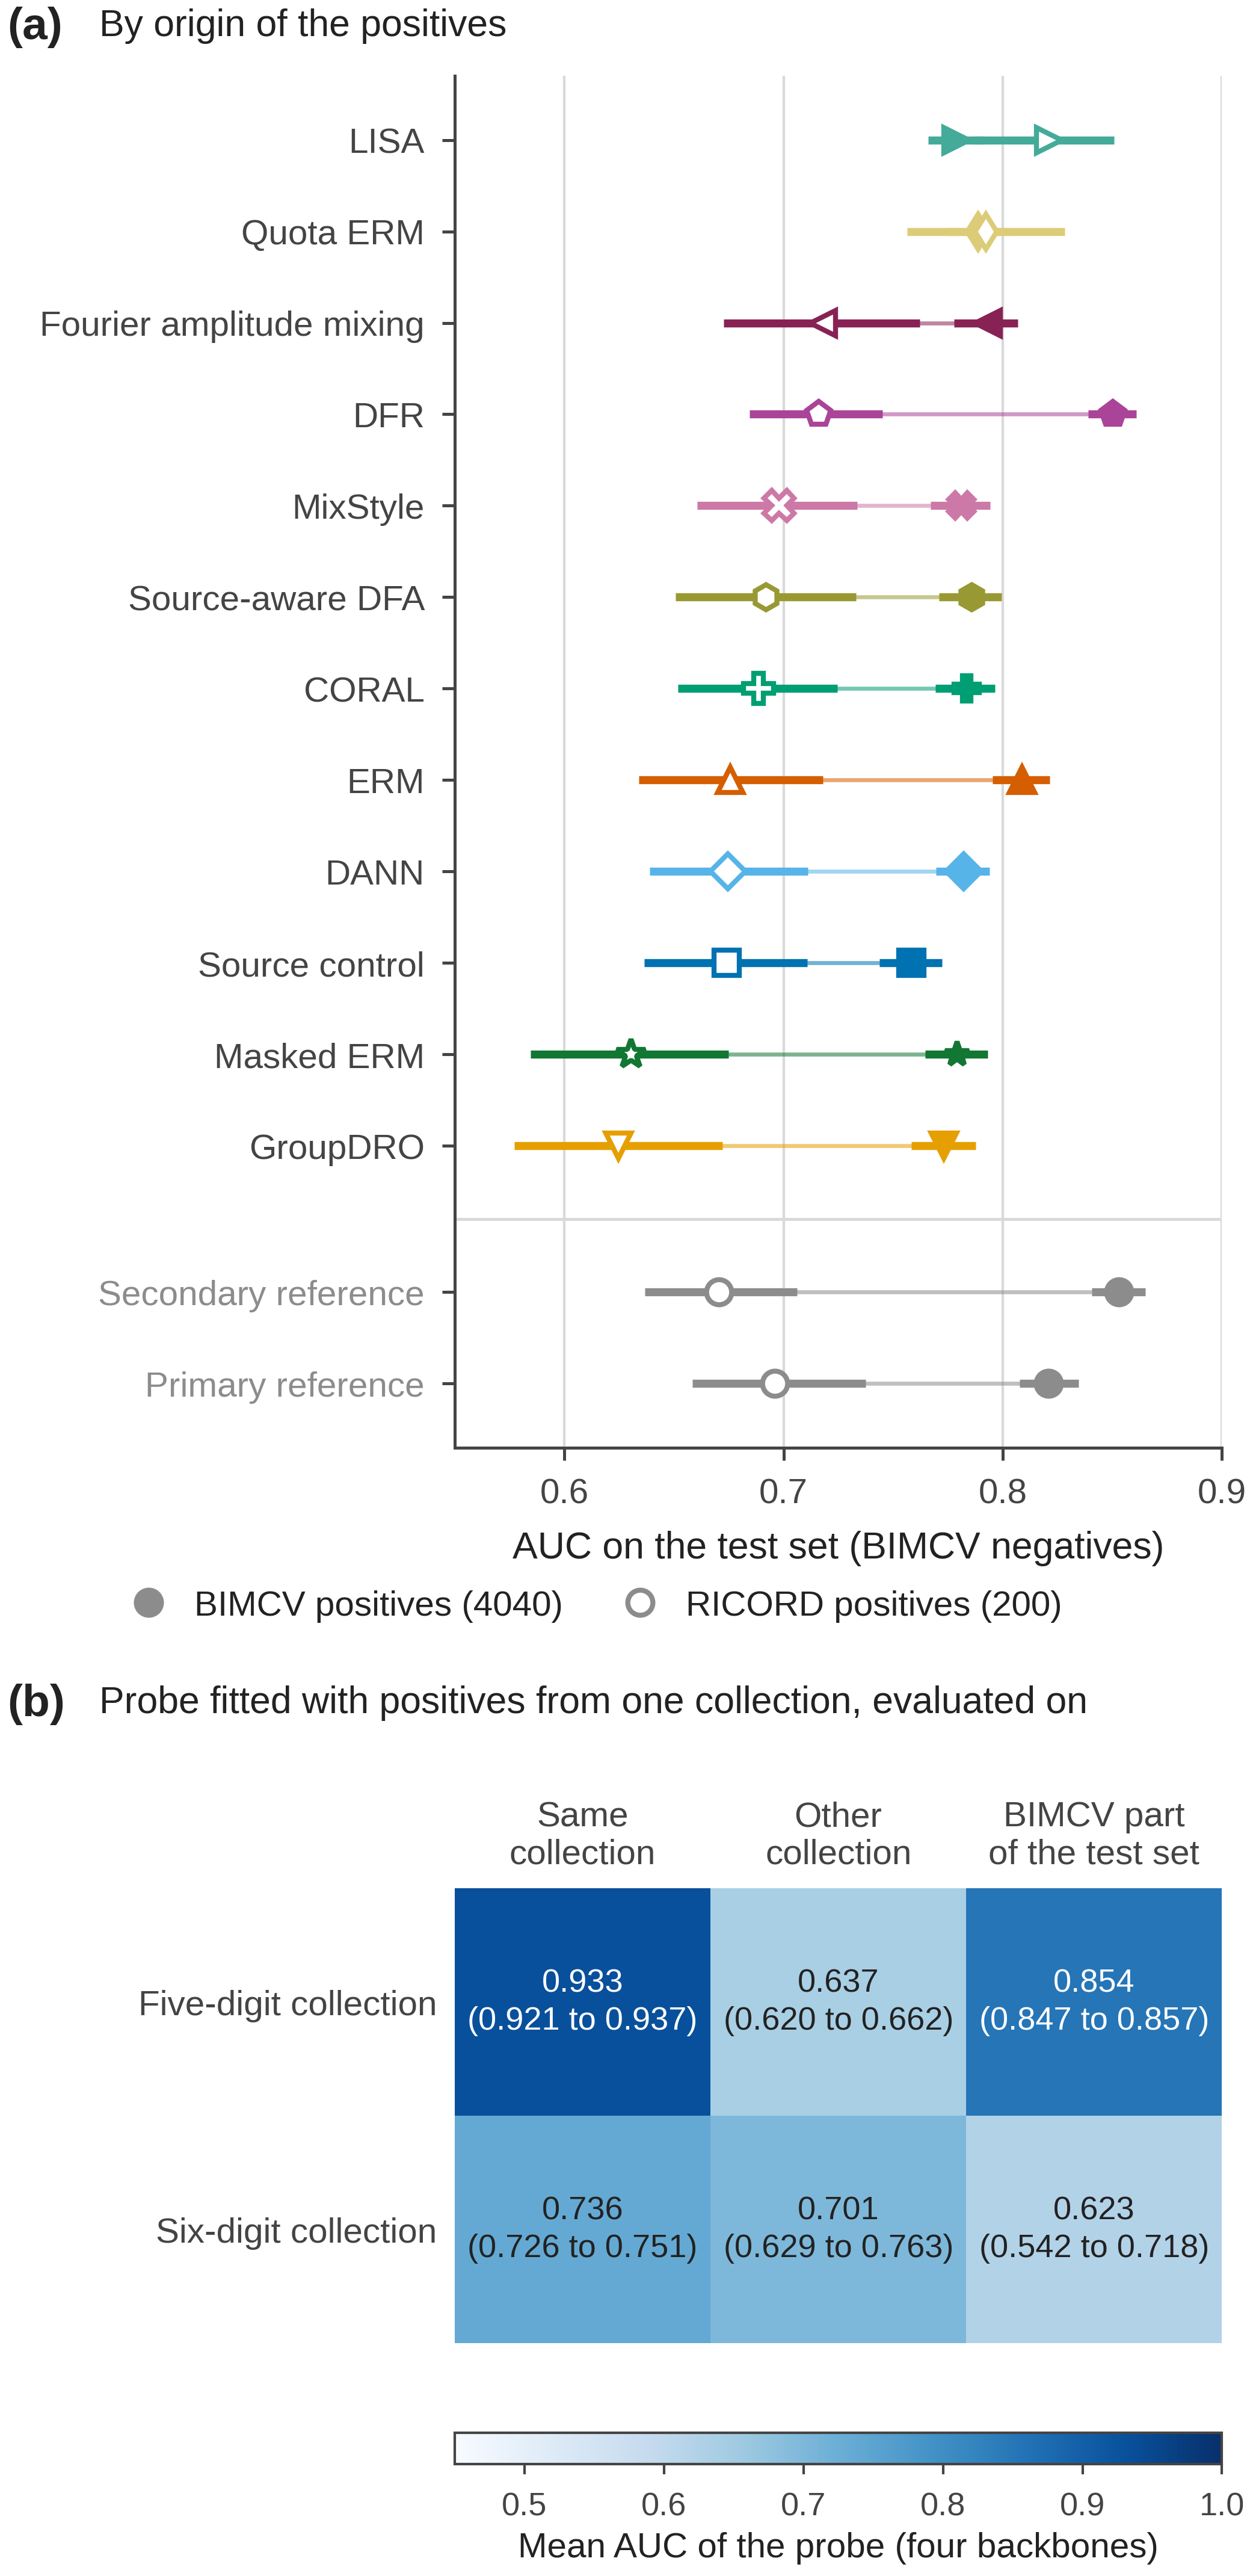 (a) By origin of the positives
LISA
Quota ERM
Fourier amplitude mixing
DFR
MixStyle
Source-aware DFA
CORAL
ERM
DANN
Source control
Masked ERM
GroupDRO
Secondary reference
Primary reference
0.6 0.7 0.8 0.9
AUC on the test set (BIMCV negatives)
BIMCV positives (4040) RICORD positives (200)
(b) Probe fitted with positives from one collection, evaluated on
Same collection
Other collection
BIMCV part of the test set
Five-digit collection
0.933 (0.921 to 0.937)
0.637 (0.620 to 0.662)
0.854 (0.847 to 0.857)
Six-digit collection
0.736 (0.726 to 0.751)
0.701 (0.629 to 0.763)
0.623 (0.542 to 0.718)
0.5 0.6 0.7 0.8 0.9 1.0
Mean AUC of the probe (four backbones)